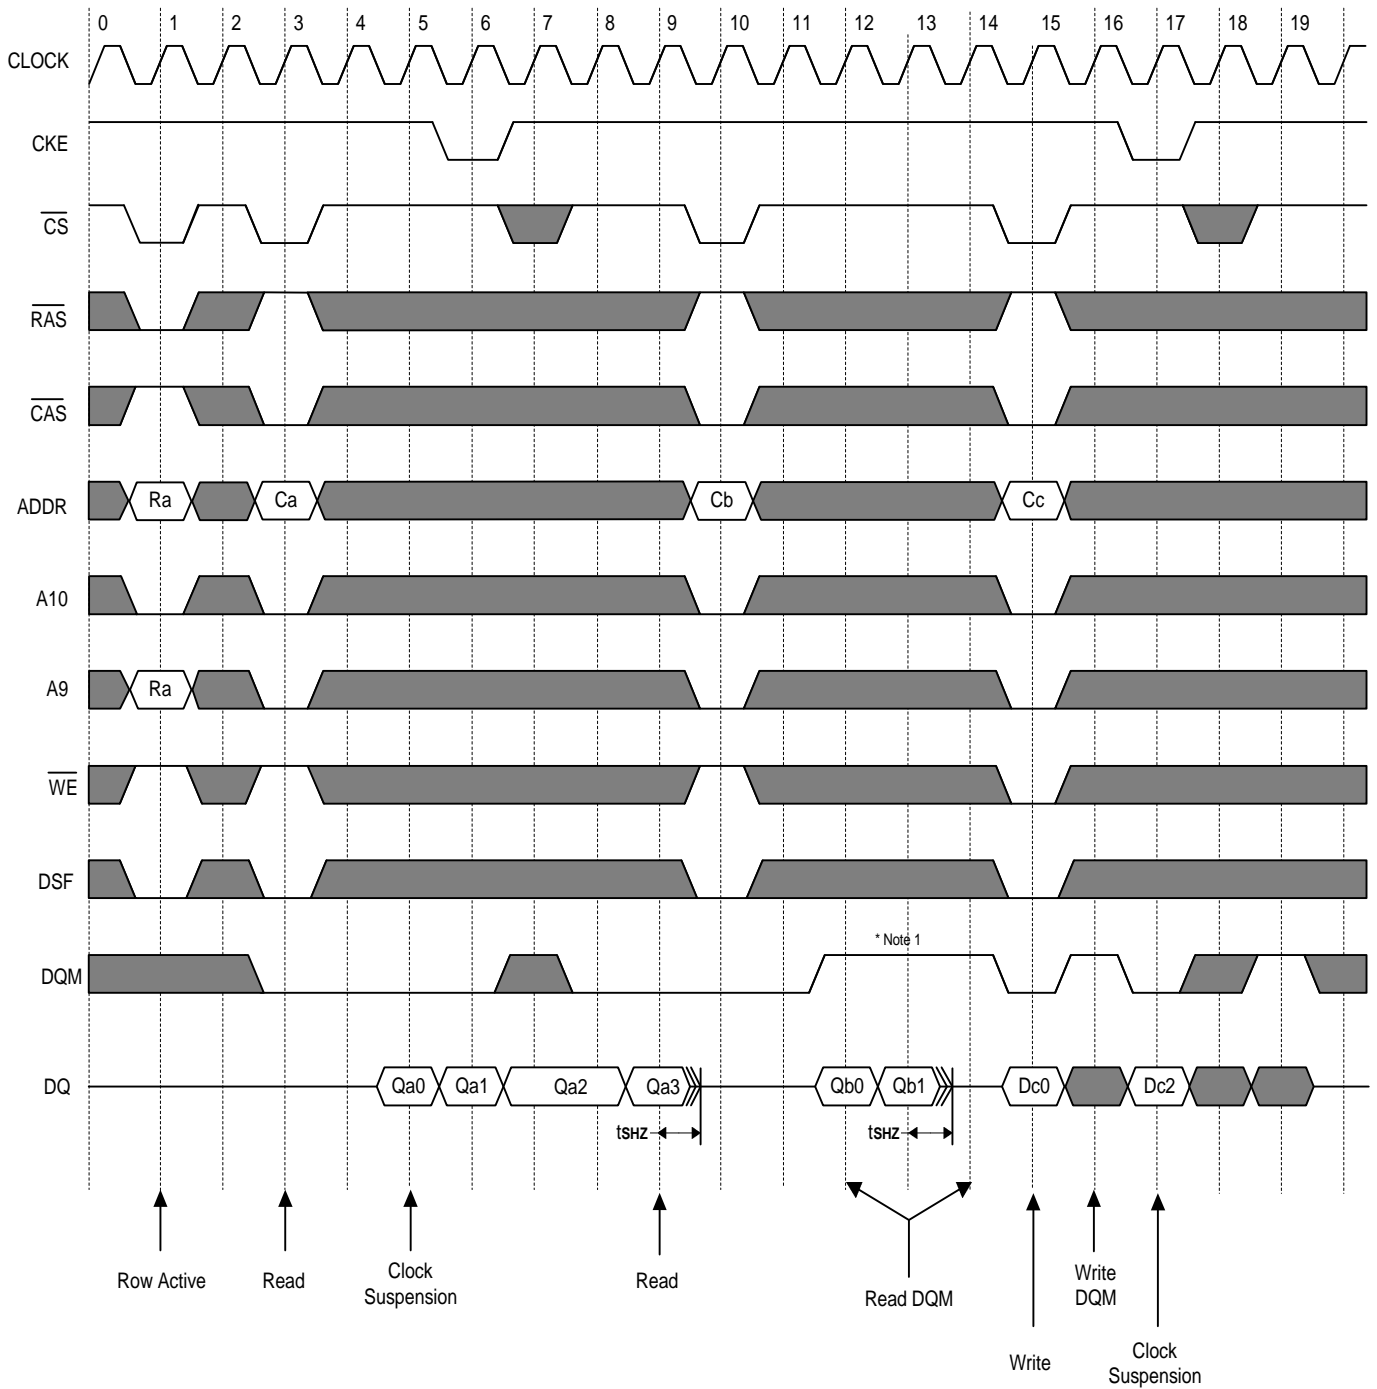 0 1 2 3 4 5 6 7 8 9 10 11 12 13 14 15 16 17 18 19
CLOCK
CKE
CS
RAS
CAS
ADDR Ra Ca Cb Cc
A10
A9 Ra
WE
DSF
* Note 1
DQM
DQ Qa0 Qa1 Qa2 Qa3 Qb0 Qb1 Dc0 Dc2
tSHZ tSHZ
Row Active
Read
Clock
Suspension
Read
Read DQM
Write
DQM
Write
Clock
Suspension